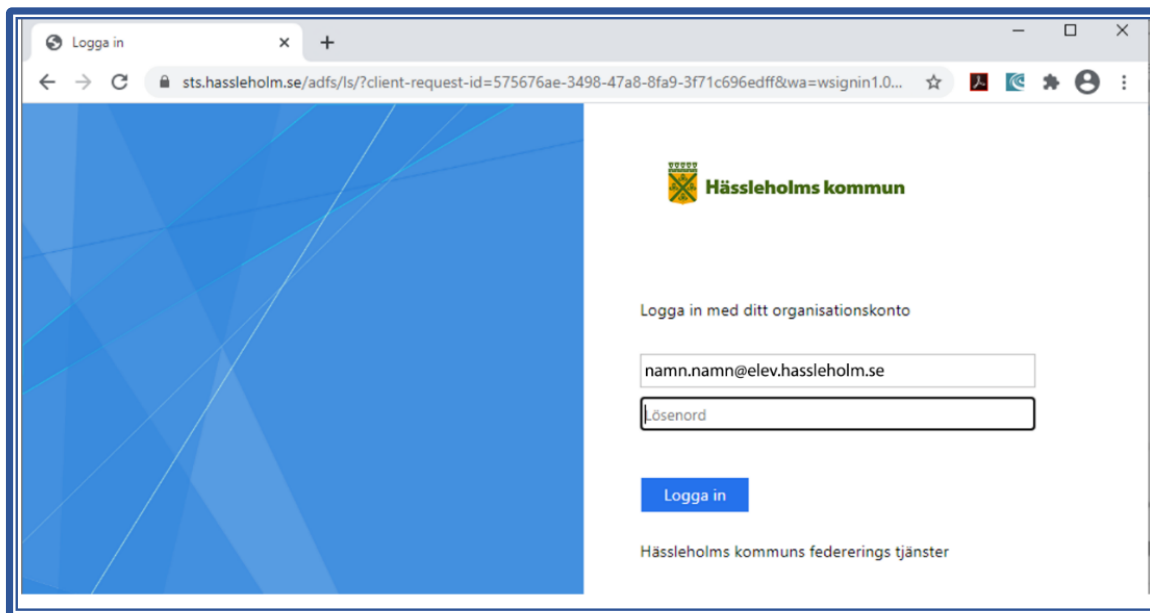 Logga in
sts.hassleholm.se/adfs/ls/?client-request-id=575676ae-3498-47a8-8fa9-3f71c696edff&wa=wsignin1.0...
Hässleholms kommun
Logga in med ditt organisationskonto
namn.namn@elev.hassleholm.se
Lösenord
Logga in
Hässleholms kommuns federerings tjänster